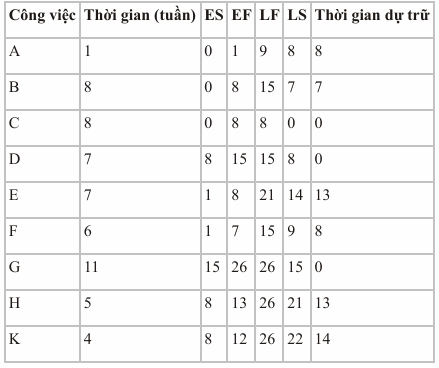 Công việc Thời gian (tuần) ES EF LF LS Thời gian dự trữ
A 1 0 1 9 8 8
B 8 0 8 15 7 7
C 8 0 8 8 0 0
D 7 8 15 15 8 0
E 7 1 8 21 14 13
F 6 1 7 15 9 8
G 11 15 26 26 15 0
H 5 8 13 26 21 13
K 4 8 12 26 22 14